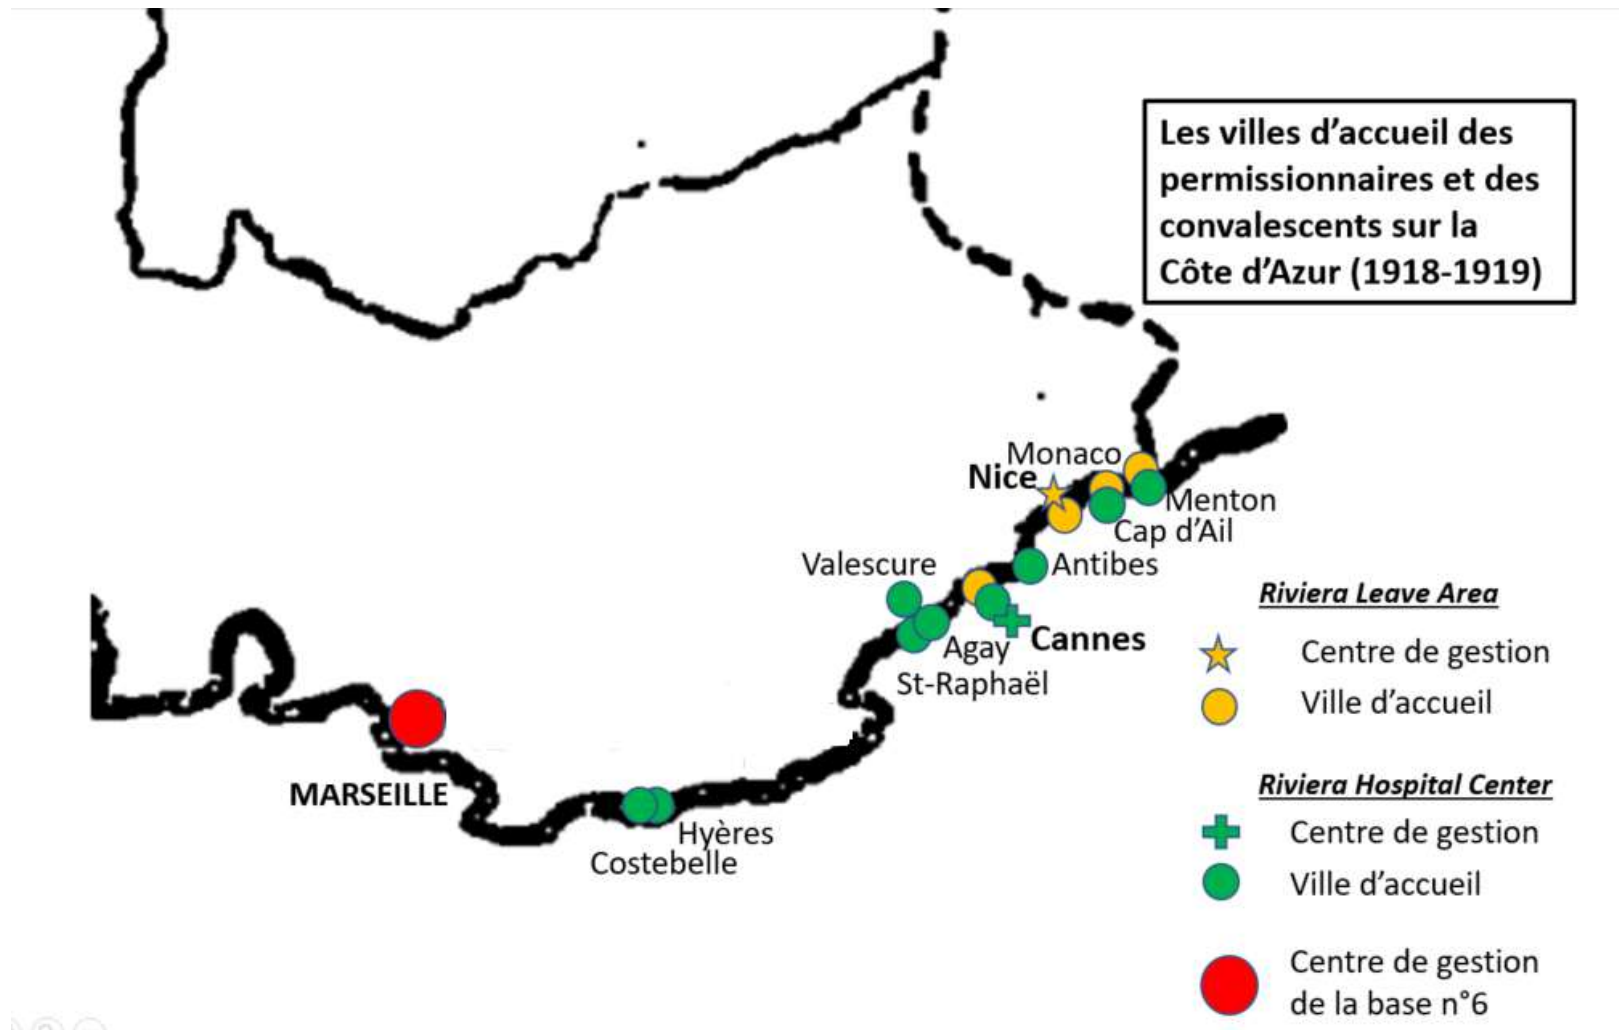 Les villes d'accueil des
permissionnaires et des
convalescents sur la
Côte d'Azur (1918-1919)
Monaco
Nice
Menton
Cap d'Ail
Valescure
Antibes
Cannes
Agay
St-Raphaël
MARSEILLE
Hyères
Costebelle
Riviera Leave Area
Centre de gestion
Ville d'accueil
Riviera Hospital Center
Centre de gestion
Ville d'accueil
Centre de gestion
de la base n°6